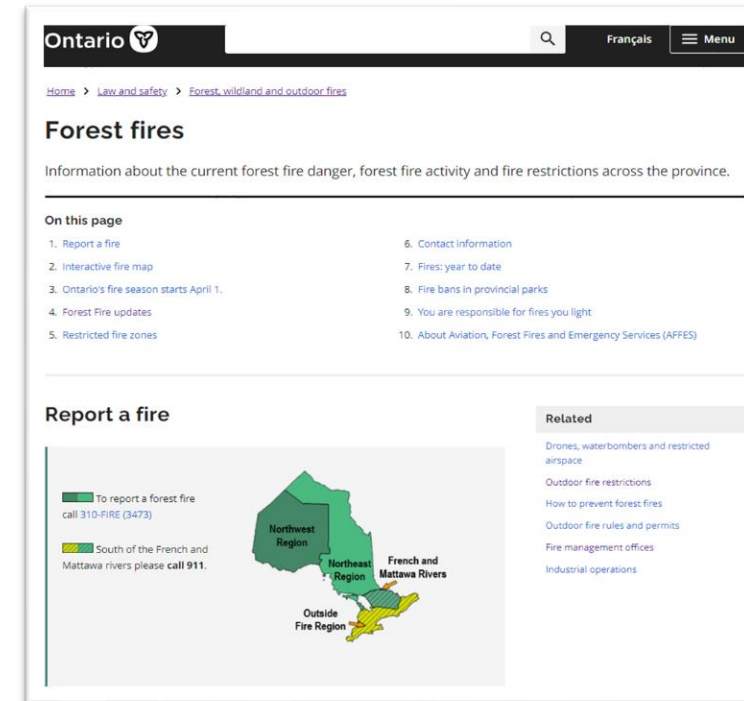 Ontario
Français
Menu
Home > Law and safety > Forest, wildland and outdoor fires
Forest fires
Information about the current forest fire danger, forest fire activity and fire restrictions across the province.
On this page
1. Report a fire
2. Interactive fire map
3. Ontario's fire season starts April 1.
4. Forest Fire updates
5. Restricted fire zones
6. Contact information
7. Fires: year to date
8. Fire bans in provincial parks
9. You are responsible for fires you light
10. About Aviation, Forest Fires and Emergency Services (AFFES)
Report a fire
To report a forest fire
call 310-FIRE (3473)
South of the French and
Mattawa rivers please call 911.
Northwest
Region
Northeast
Region
French and
Mattawa Rivers
Outside
Fire Region
Related
Drones, waterbombers and restricted
airspace
Outdoor fire restrictions
How to prevent forest fires
Outdoor fire rules and permits
Fire management offices
Industrial operations